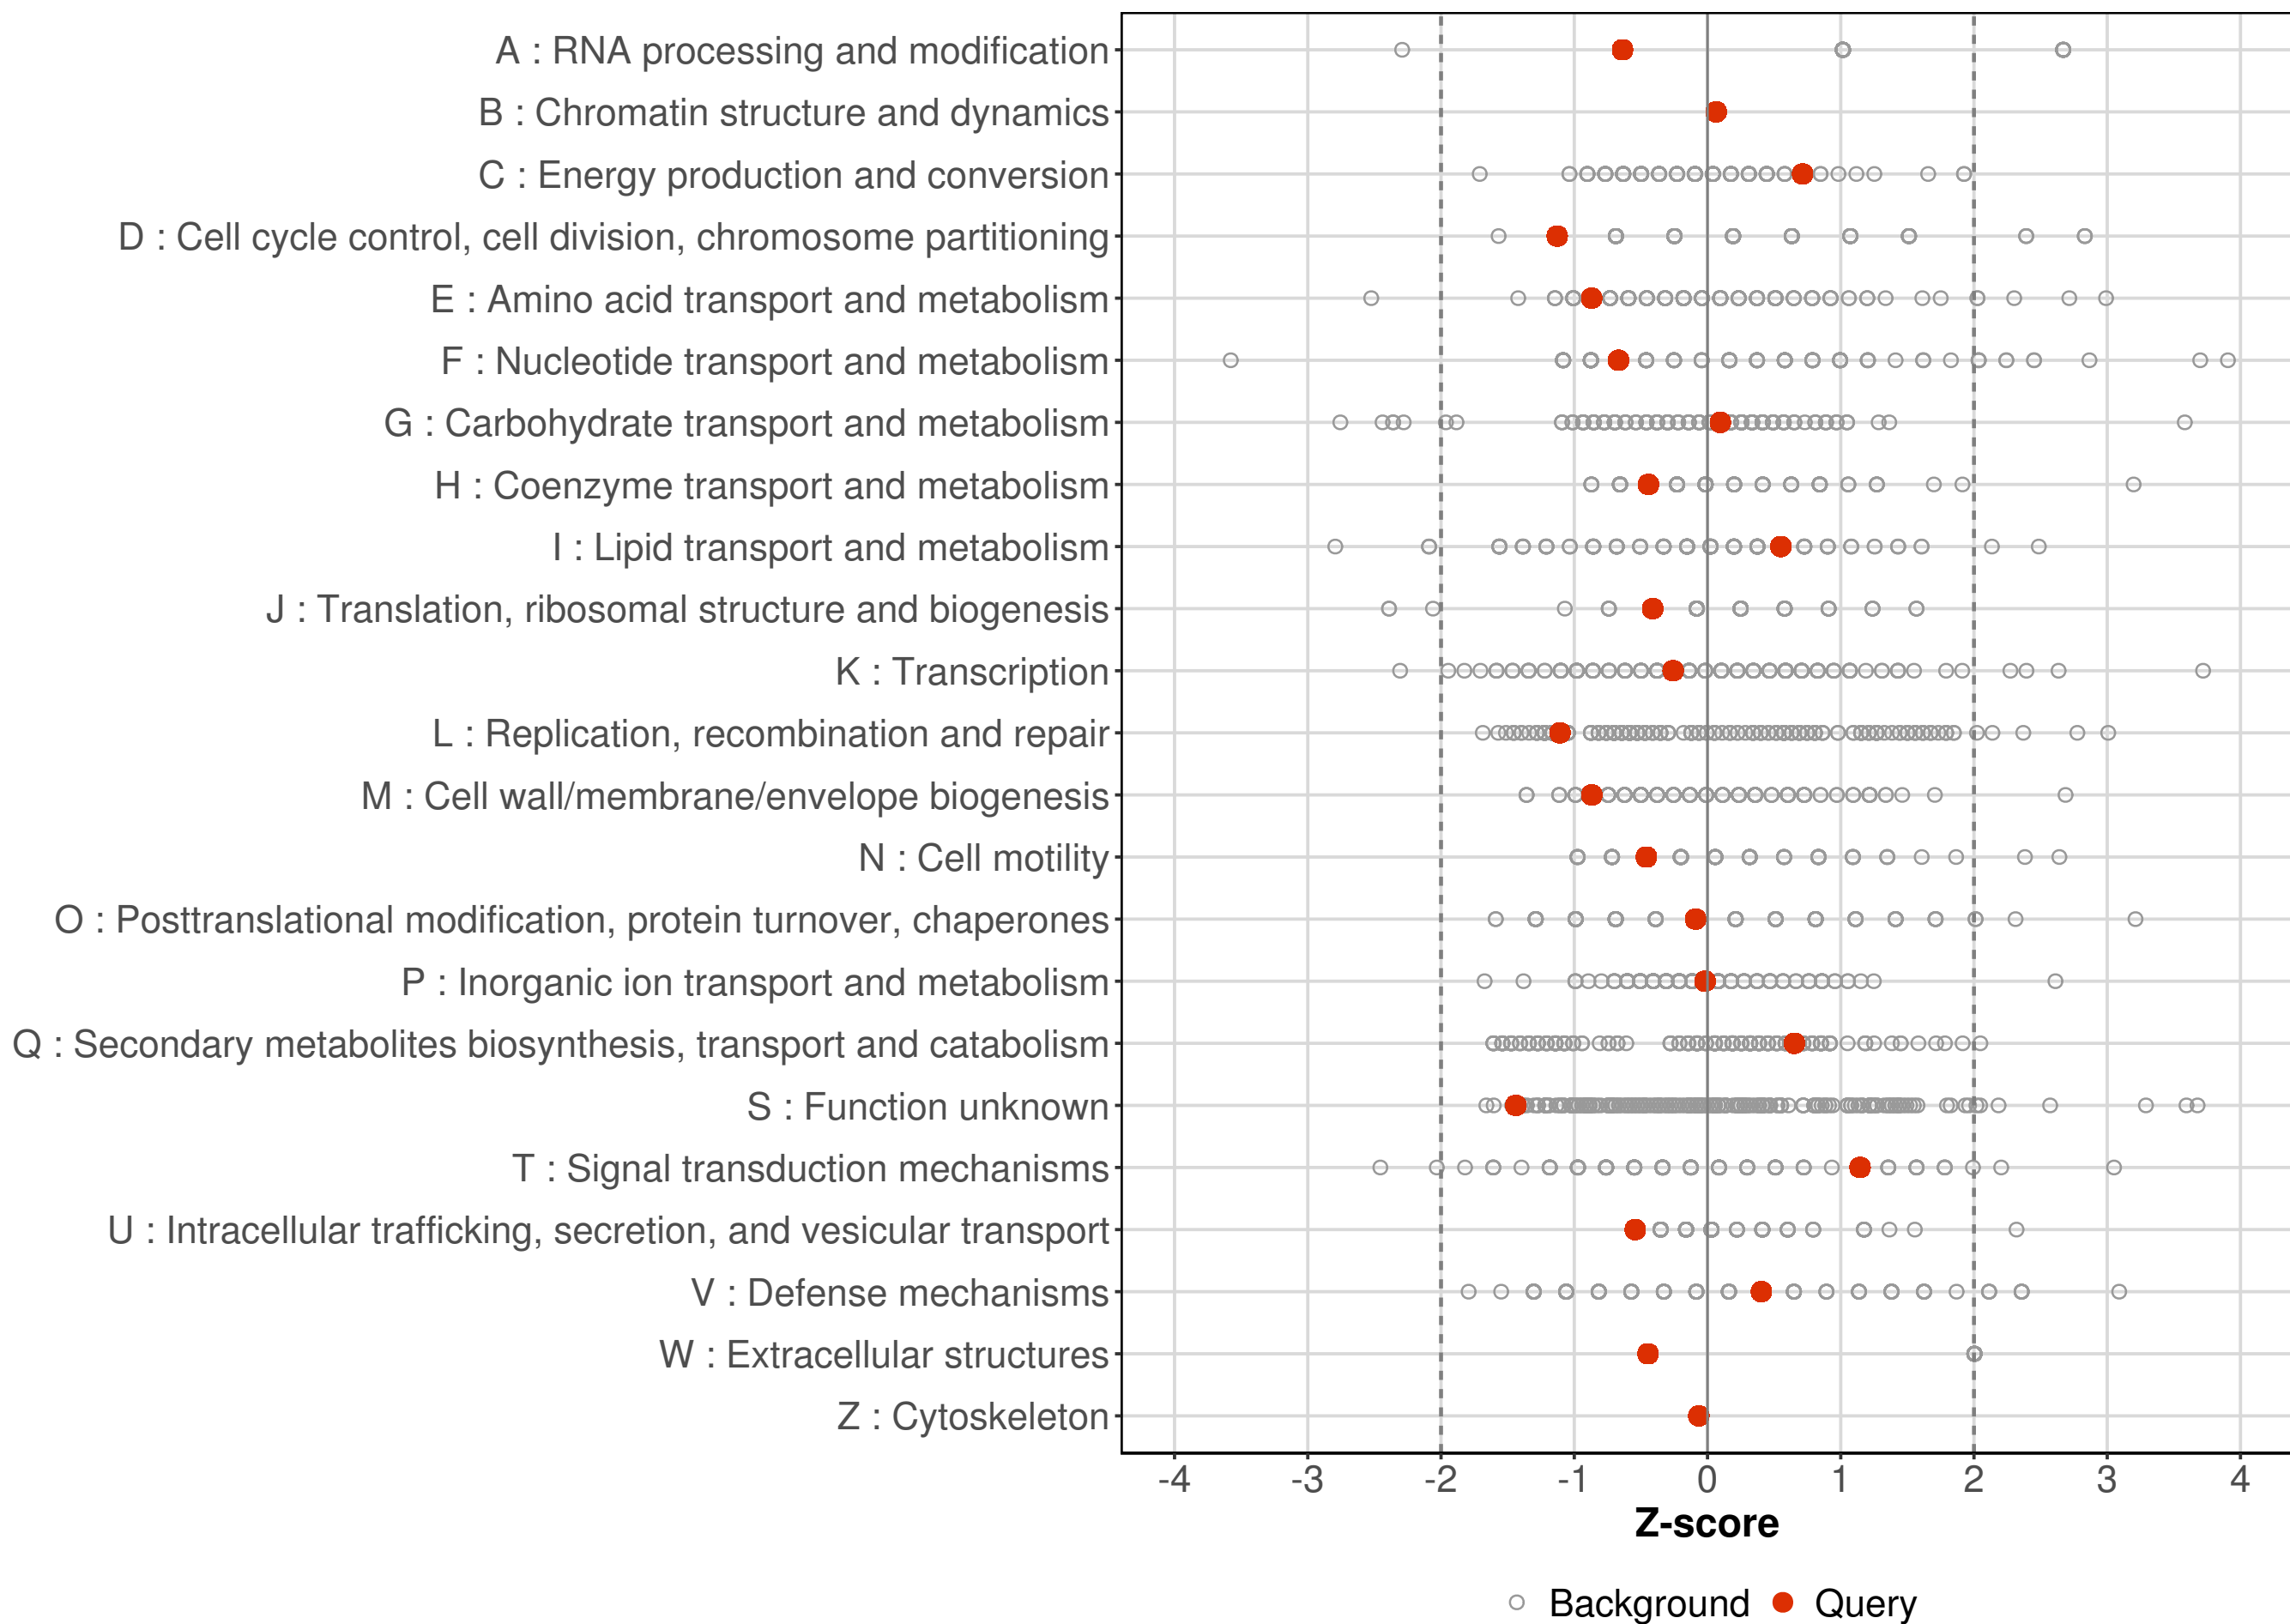 A : RNA processing and modification
B : Chromatin structure and dynamics
C : Energy production and conversion
D : Cell cycle control, cell division, chromosome partitioning
E : Amino acid transport and metabolism
F : Nucleotide transport and metabolism
G : Carbohydrate transport and metabolism
H : Coenzyme transport and metabolism
I : Lipid transport and metabolism
J : Translation, ribosomal structure and biogenesis
K : Transcription
L : Replication, recombination and repair
M : Cell wall/membrane/envelope biogenesis
N : Cell motility
O : Posttranslational modification, protein turnover, chaperones
P : Inorganic ion transport and metabolism
Q : Secondary metabolites biosynthesis, transport and catabolism
S : Function unknown
T : Signal transduction mechanisms
U : Intracellular trafficking, secretion, and vesicular transport
V : Defense mechanisms
W : Extracellular structures
Z : Cytoskeleton
-4 -3 -2 -1 0 1 2 3 4
Z-score
Background Query